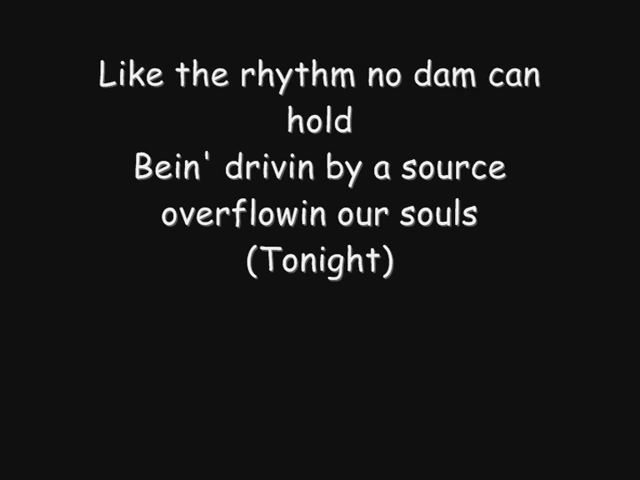 Like the rhythm no dam can
hold
Bein' drivin by a source
overflowin our souls
(Tonight)